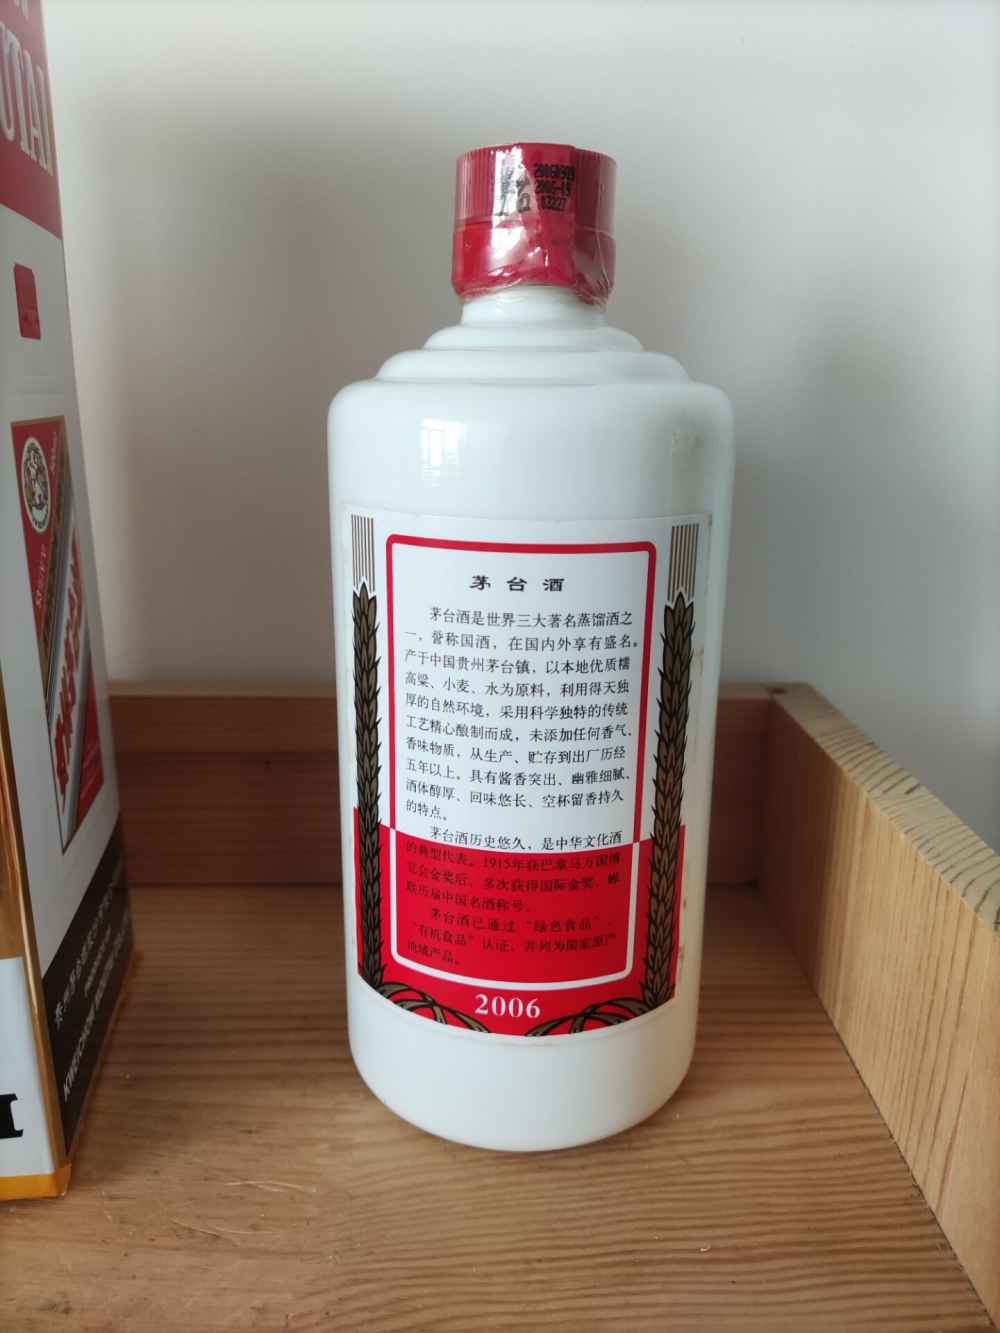 UTAI
茅台酒
茅台酒是世界三大著名蒸馏酒之
一，誉称国酒，在国内外享有盛名。
产于中国贵州茅台镇，以本地优质糯
高粱、小麦、水为原料，利用得天独
厚的自然环境，采用科学独特的传统
工艺精心酿制而成，未添加任何香气、
香味物质，从生产、贮存到出厂历经
五年以上。具有酱香突出、幽雅细腻、
酒体醇厚、回味悠长、空杯留香持久
的特点。
茅台酒历史悠久，是中华文化酒
的典型代表。1915年获巴拿马万国博
览会金奖后，多次获得国际金奖，蝉
联历届中国名酒称号。
茅台酒已通过“绿色食品”、
“有机食品”认证，并列为国家原产
地域产品。
2006